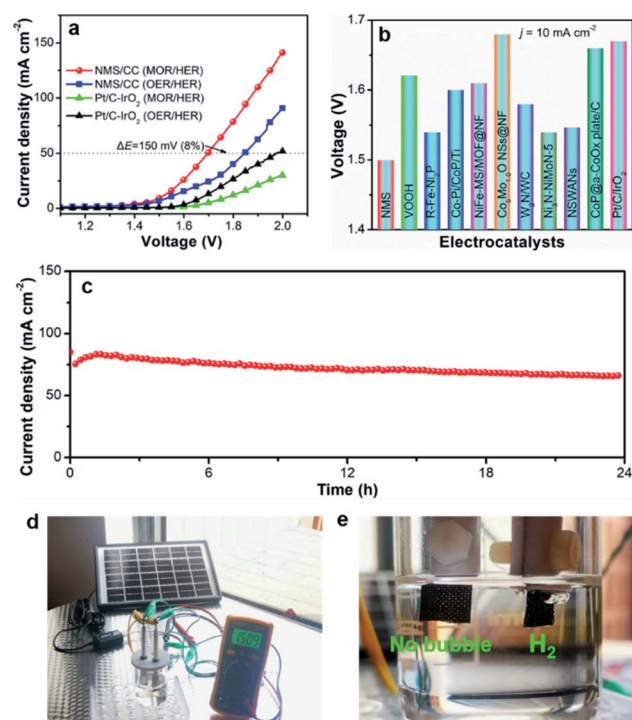 a
Current density (mA cm⁻²)
150
100
50
0
NMS/CC (MOR/HER)
NMS/CC (OER/HER)
Pt/C-IrO₂ (MOR/HER)
Pt/C-IrO₂ (OER/HER)
ΔE=150 mV (8%)
1.2 1.4 1.6 1.8 2.0
Voltage (V)
b
j = 10 mA cm⁻²
Voltage (V)
1.7
1.6
1.5
1.4
NMS
VOOH
R-Fe-Ni₂P
Co-Pi/CoP/Ti
NiFe-MS/MOF@NF
NSs@NF
Ni₃N-NiMoN-5
NSWANs
CoP@a-CoOx plate/C
Pt/C/IrO₂
Electrocatalysts
c
Current density (mA cm⁻²)
150
100
50
0
0 6 12 18 24
Time (h)
d
e
No bubble
H₂